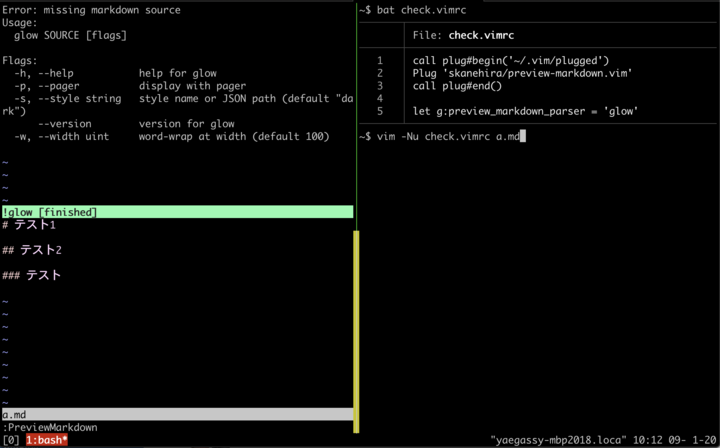 Error: missing markdown source
Usage:
  glow SOURCE [flags]

Flags:
  -h, --help           help for glow
  -p, --pager          display with pager
  -s, --style string   style name or JSON path (default "da
rk")
      --version        version for glow
  -w, --width uint     word-wrap at width (default 100)

~
~
~
~
!glow [finished]
# テスト1

## テスト2

### テスト

~
~
~
~
~
~
~
~
~
a.md
:PreviewMarkdown
~$ bat check.vimrc
File: check.vimrc
1 call plug#begin('~/.vim/plugged')
2 Plug 'skanehira/preview-markdown.vim'
3 call plug#end()
4
5 let g:preview_markdown_parser = 'glow'
~$ vim -Nu check.vimrc a.md
[0] 1:bash* "yaegassy-mbp2018.loca" 10:12 09- 1-20